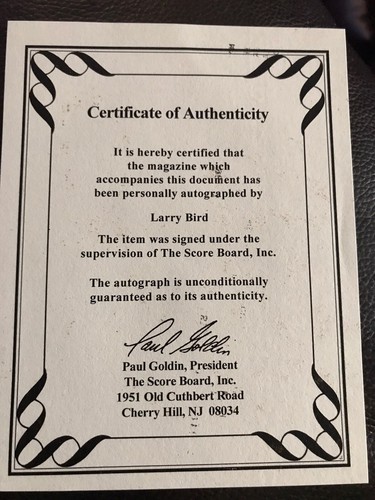 Certificate of Authenticity
It is hereby certified that
the magazine which
accompanies this document has
been personally autographed by
Larry Bird
The item was signed under the
supervision of The Score Board, Inc.
The autograph is unconditionally
guaranteed as to its authenticity.
Paul Goldin
Paul Goldin, President
The Score Board, Inc.
1951 Old Cuthbert Road
Cherry Hill, NJ 08034